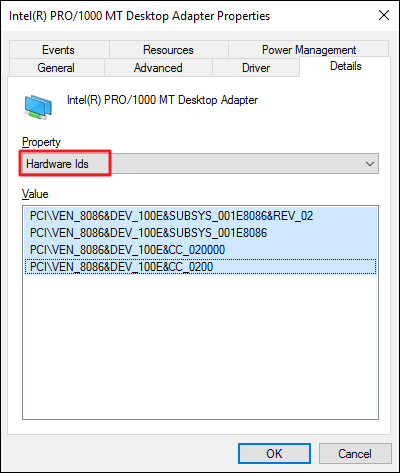 Intel(R) PRO/1000 MT Desktop Adapter Properties
Events Resources Power Management
General Advanced Driver Details
Intel(R) PRO/1000 MT Desktop Adapter
Property
Hardware Ids
Value
PCI\VEN_8086&DEV_100E&SUBSYS_001E8086&REV_02
PCI\VEN_8086&DEV_100E&SUBSYS_001E8086
PCI\VEN_8086&DEV_100E&CC_020000
PCI\VEN_8086&DEV_100E&CC_0200
OK Cancel